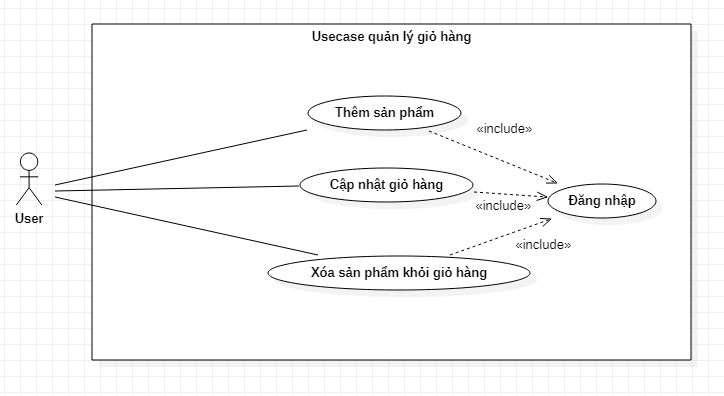 Usecase quản lý giỏ hàng
Thêm sản phẩm
«include»
Cập nhật giỏ hàng
«include»
Đăng nhập
User
«include»
Xóa sản phẩm khỏi giỏ hàng